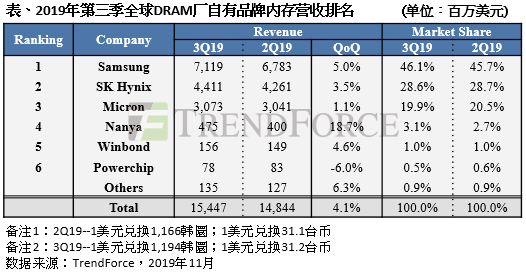 表、2019年第三季全球DRAM厂自有品牌内存营收排名 (单位：百万美元)
Ranking Company Revenue Market Share
3Q19 2Q19 QoQ 3Q19 2Q19
1 Samsung 7,119 6,783 5.0% 46.1% 45.7%
2 SK Hynix 4,411 4,261 3.5% 28.6% 28.7%
3 Micron 3,073 3,041 1.1% 19.9% 20.5%
4 Nanya 475 400 18.7% 3.1% 2.7%
5 Winbond 156 149 4.6% 1.0% 1.0%
6 Powerchip 78 83 -6.0% 0.5% 0.6%
Others 135 127 6.3% 0.9% 0.9%
Total 15,447 14,844 4.1% 100.0% 100.0%
TRENDFORCE
备注1：2Q19--1美元兑换1,166韩圜；1美元兑换31.1台币
备注2：3Q19--1美元兑换1,194韩圜；1美元兑换31.2台币
数据来源：TrendForce，2019年11月